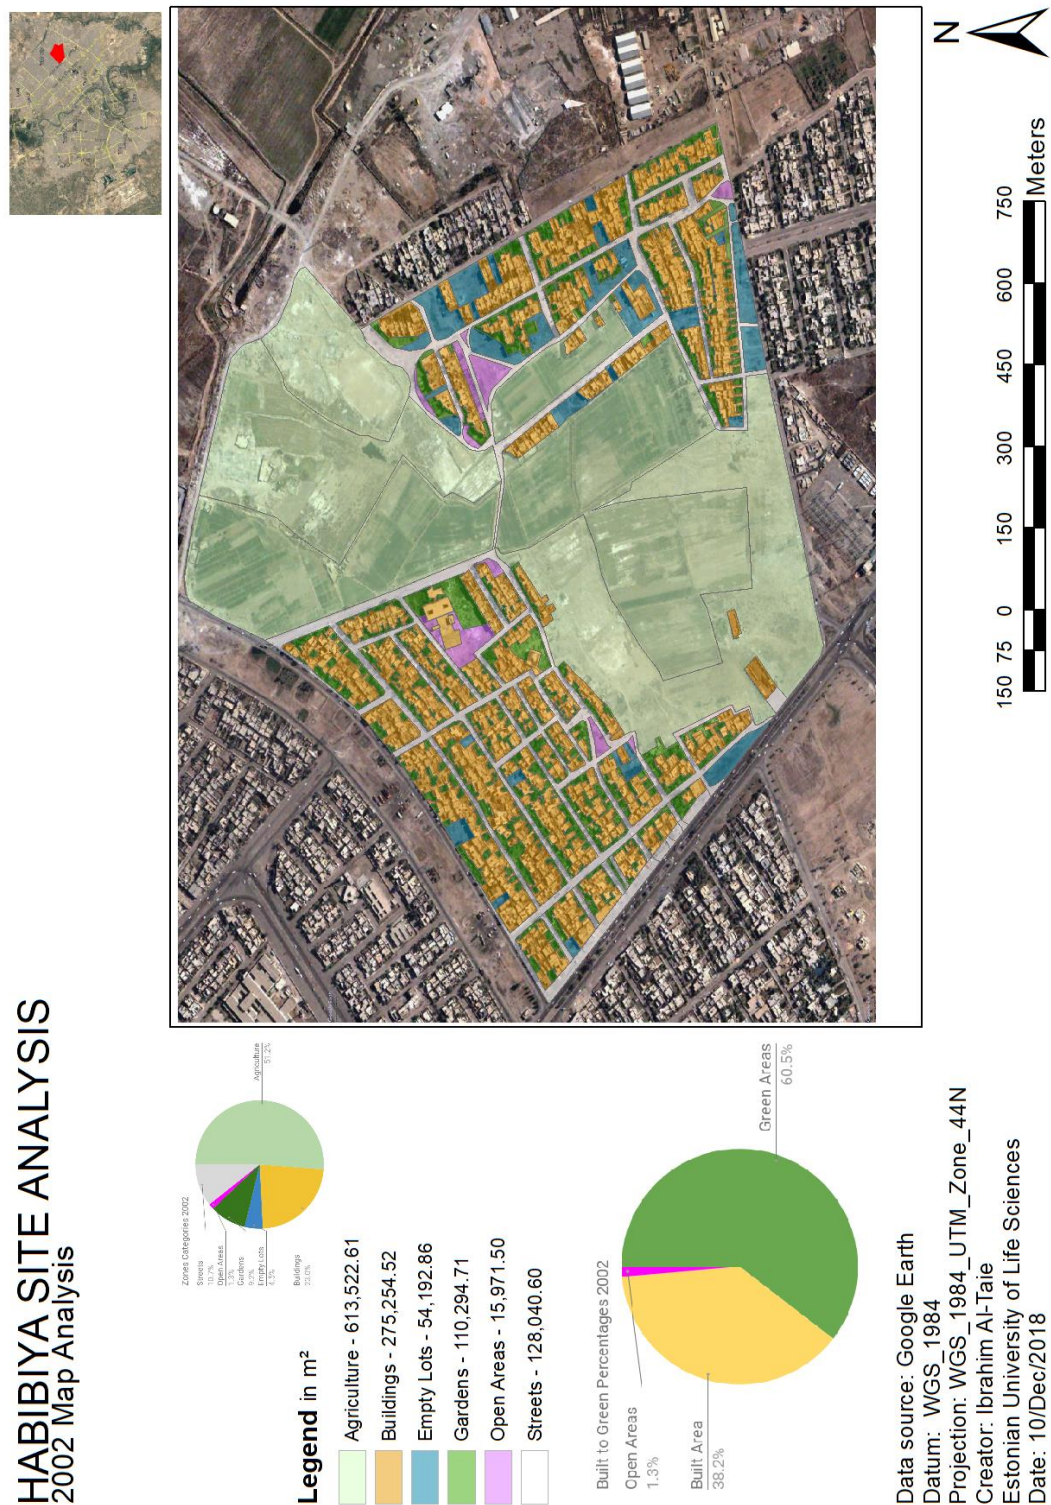 HABIBIYA SITE ANALYSIS
2002 Map Analysis
Zones Categories 2002
Streets
10.7%
Open Areas
1.3%
Gardens
9.2%
Empty Lots
4.5%
Buildings
23.0%
Agriculture
51.2%
Legend in m²
Agriculture - 613,522.61
Buildings - 275,254.52
Empty Lots - 54,192.86
Gardens - 110,294.71
Open Areas - 15,971.50
Streets - 128,040.60
Built to Green Percentages 2002
Open Areas
1.3%
Built Area
38.2%
Green Areas
60.5%
Data source: Google Earth
Datum: WGS_1984
Projection: WGS_1984_UTM_Zone_44N
Creator: Ibrahim Al-Taie
Estonian University of Life Sciences
Date: 10/Dec/2018
150 75 0 150 300 450 600 750
Meters
N